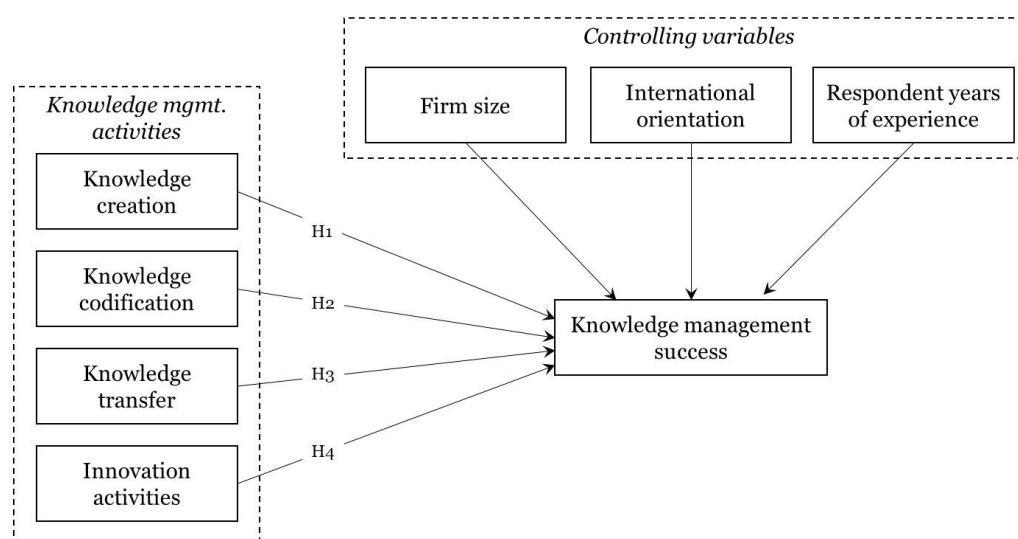 Controlling variables
Firm size
International
orientation
Respondent years
of experience
Knowledge mgmt.
activities
Knowledge
creation
Knowledge
codification
Knowledge
transfer
Innovation
activities
H1
H2
H3
H4
Knowledge management
success